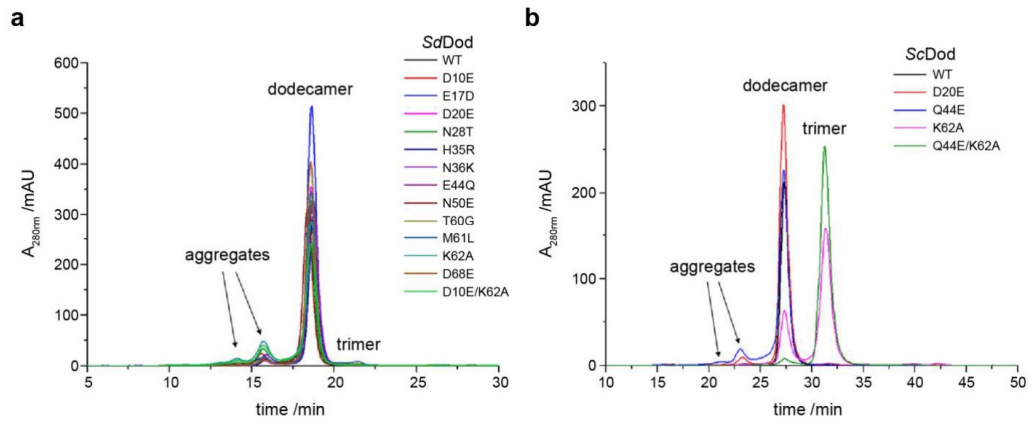 a
SdDod
WT
D10E
E17D
D20E
N28T
H35R
N36K
E44Q
N50E
T60G
M61L
K62A
D68E
D10E/K62A
dodecamer
aggregates
trimer
600
500
400
300
200
100
0
A280nm /mAU
5 10 15 20 25 30
time /min
b
ScDod
WT
D20E
Q44E
K62A
Q44E/K62A
dodecamer
trimer
aggregates
300
200
100
0
A280nm /mAU
10 15 20 25 30 35 40 45 50
time /min